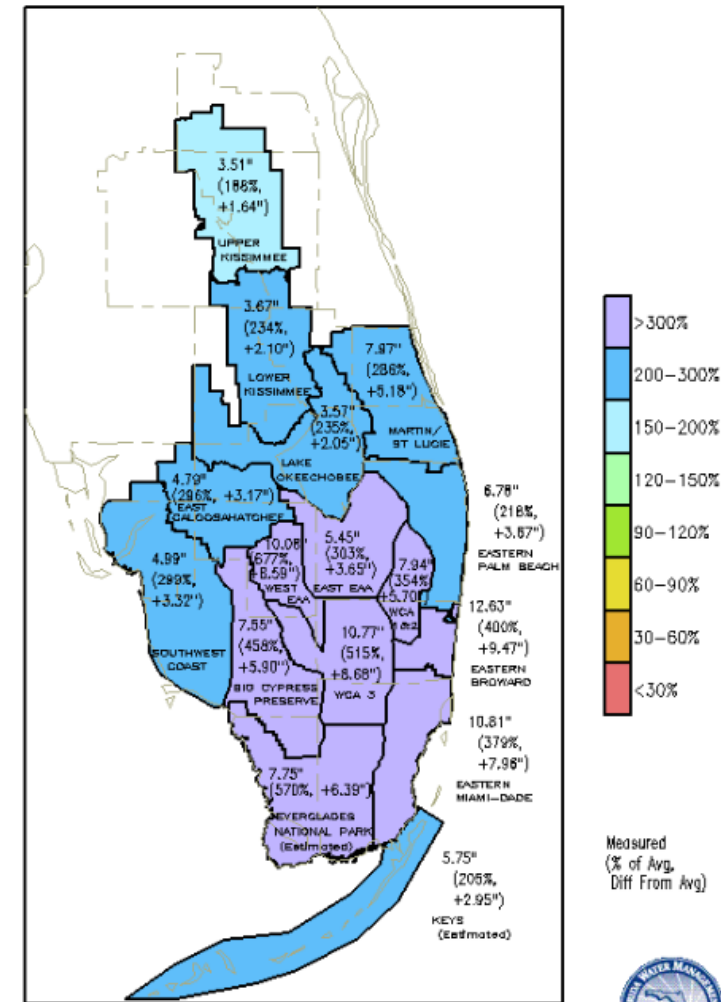 3.51"
(188%,
+1.64")
UPPER
KISSIMMEE
3.67"
(234%,
+2.10")
LOWER
KISSIMMEE
7.97"
(286%,
+5.18")
MARTIN/
ST LUCIE
3.57"
(235%,
+2.05")
LAKE
OKEECHOBEE
4.79"
(296%, +3.17")
EAST
CALOOSAHATCHEE
6.78"
(218%,
+3.67")
EASTERN
PALM BEACH
10.08"
(677%,
+8.59")
WEST
EAA
5.45"
(303%,
+3.65")
EAST EAA
7.94"
(354%
+5.70"
WCA
1&2
4.99"
(299%,
+3.32")
SOUTHWEST
COAST
7.55"
(458%,
+5.90")
BIG CYPRESS
PRESERVE
10.77"
(515%,
+8.68")
WCA 3
12.63"
(400%,
+9.47")
EASTERN
BROWARD
10.81"
(379%,
+7.96")
EASTERN
MIAMI-DADE
7.75"
(570%, +6.39")
EVERGLADES
NATIONAL PARK
(Estimated)
5.75"
(205%,
+2.95")
KEYS
(Estimated)
>300%
200-300%
150-200%
120-150%
90-120%
60-90%
30-60%
<30%
Measured
(% of Avg,
Diff From Avg)
WATER